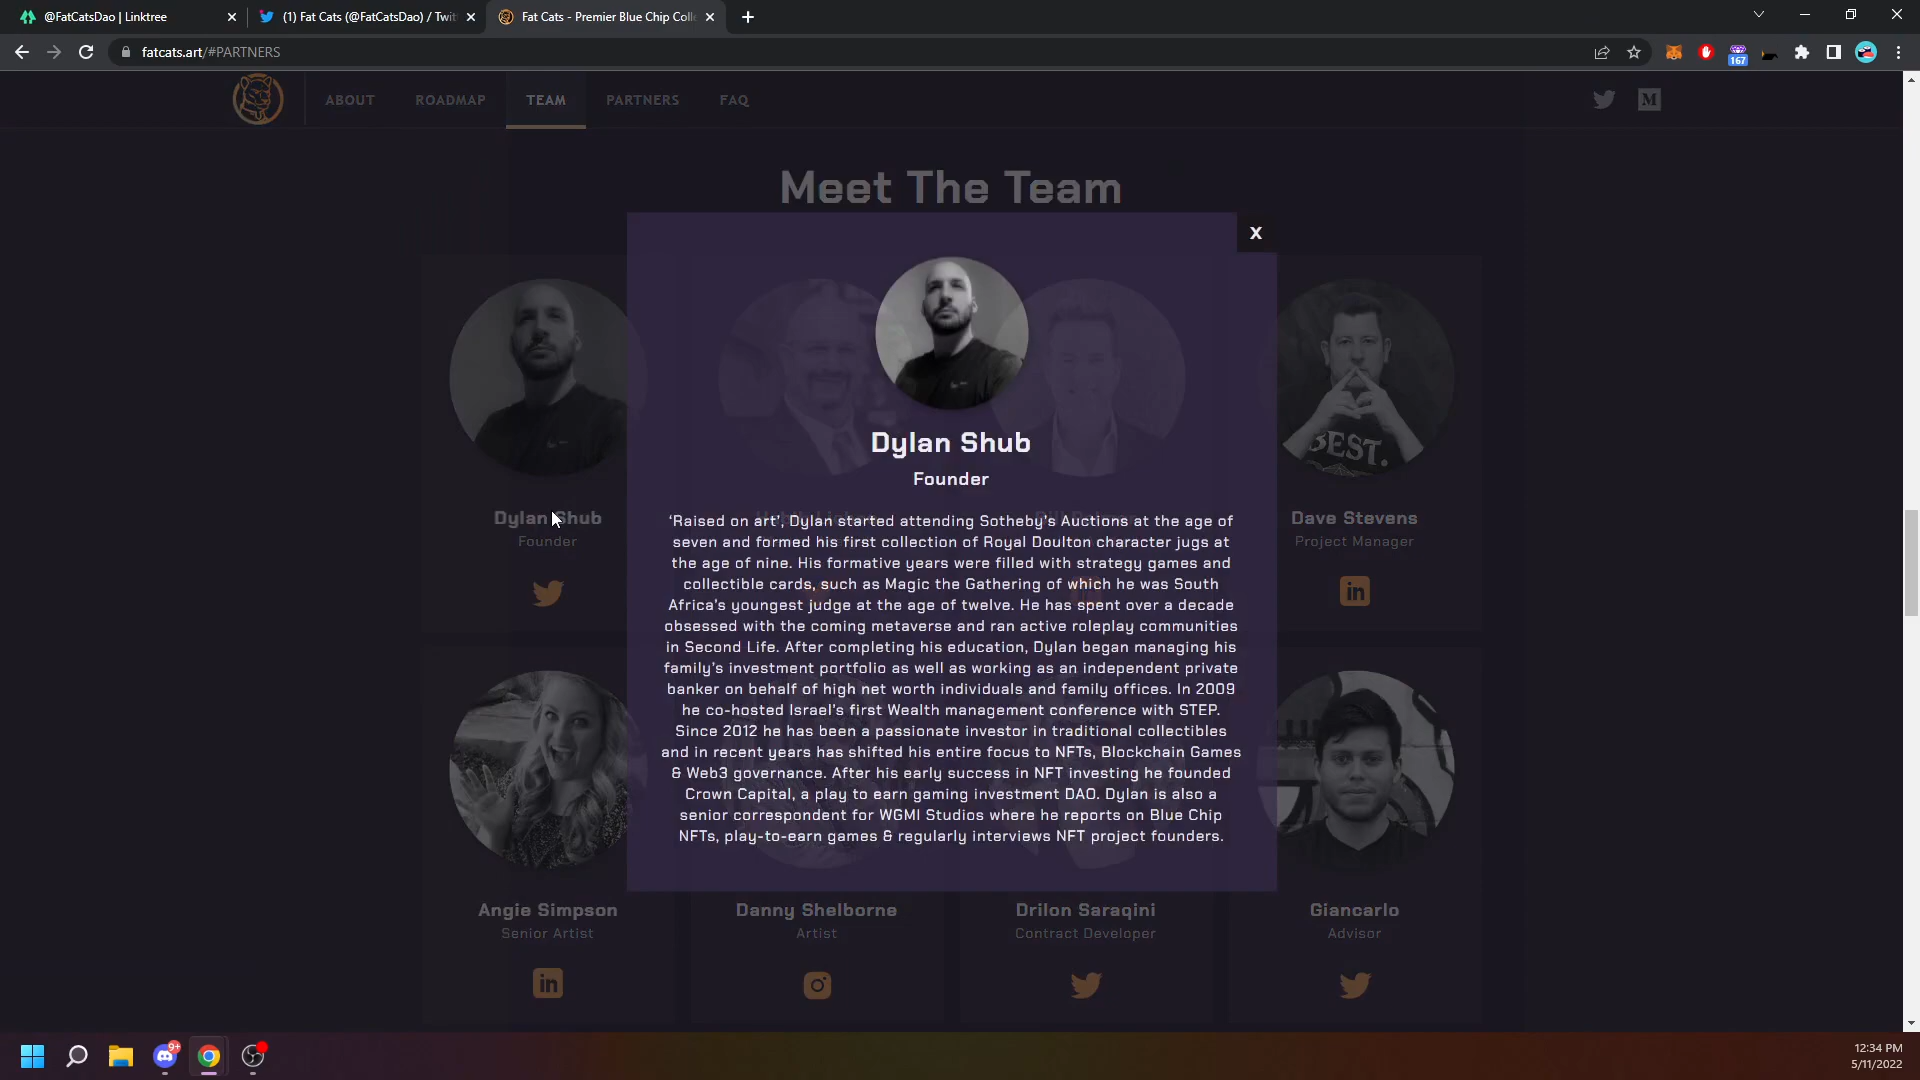 @FatCatsDao | Linktree
(1) Fat Cats (@FatCatsDao) / Twit
Fat Cats - Premier Blue Chip Colle
fatcats.art/#PARTNERS
167
ABOUT
ROADMAP
TEAM
PARTNERS
FAQ
M
Meet The Team
x
Dylan Shub
Founder
‘Raised on art’, Dylan started attending Sotheby’s Auctions at the age of
seven and formed his first collection of Royal Doulton character jugs at
the age of nine. His formative years were filled with strategy games and
collectible cards, such as Magic the Gathering of which he was South
Africa’s youngest judge at the age of twelve. He has spent over a decade
obsessed with the coming metaverse and ran active roleplay communities
in Second Life. After completing his education, Dylan began managing his
family’s investment portfolio as well as working as an independent private
banker on behalf of high net worth individuals and family offices. In 2009
he co-hosted Israel’s first Wealth management conference with STEP.
Since 2012 he has been a passionate investor in traditional collectibles
and in recent years has shifted his entire focus to NFTs, Blockchain Games
& Web3 governance. After his early success in NFT investing he founded
Crown Capital, a play to earn gaming investment DAO. Dylan is also a
senior correspondent for WGMI Studios where he reports on Blue Chip
NFTs, play-to-earn games & regularly interviews NFT project founders.
Dylan Shub
Founder
BEST.
Dave Stevens
Project Manager
in
Angie Simpson
Senior Artist
in
Danny Shelborne
Artist
Drilon Saraqini
Contract Developer
Giancarlo
Advisor
9+
12:34 PM
5/11/2022